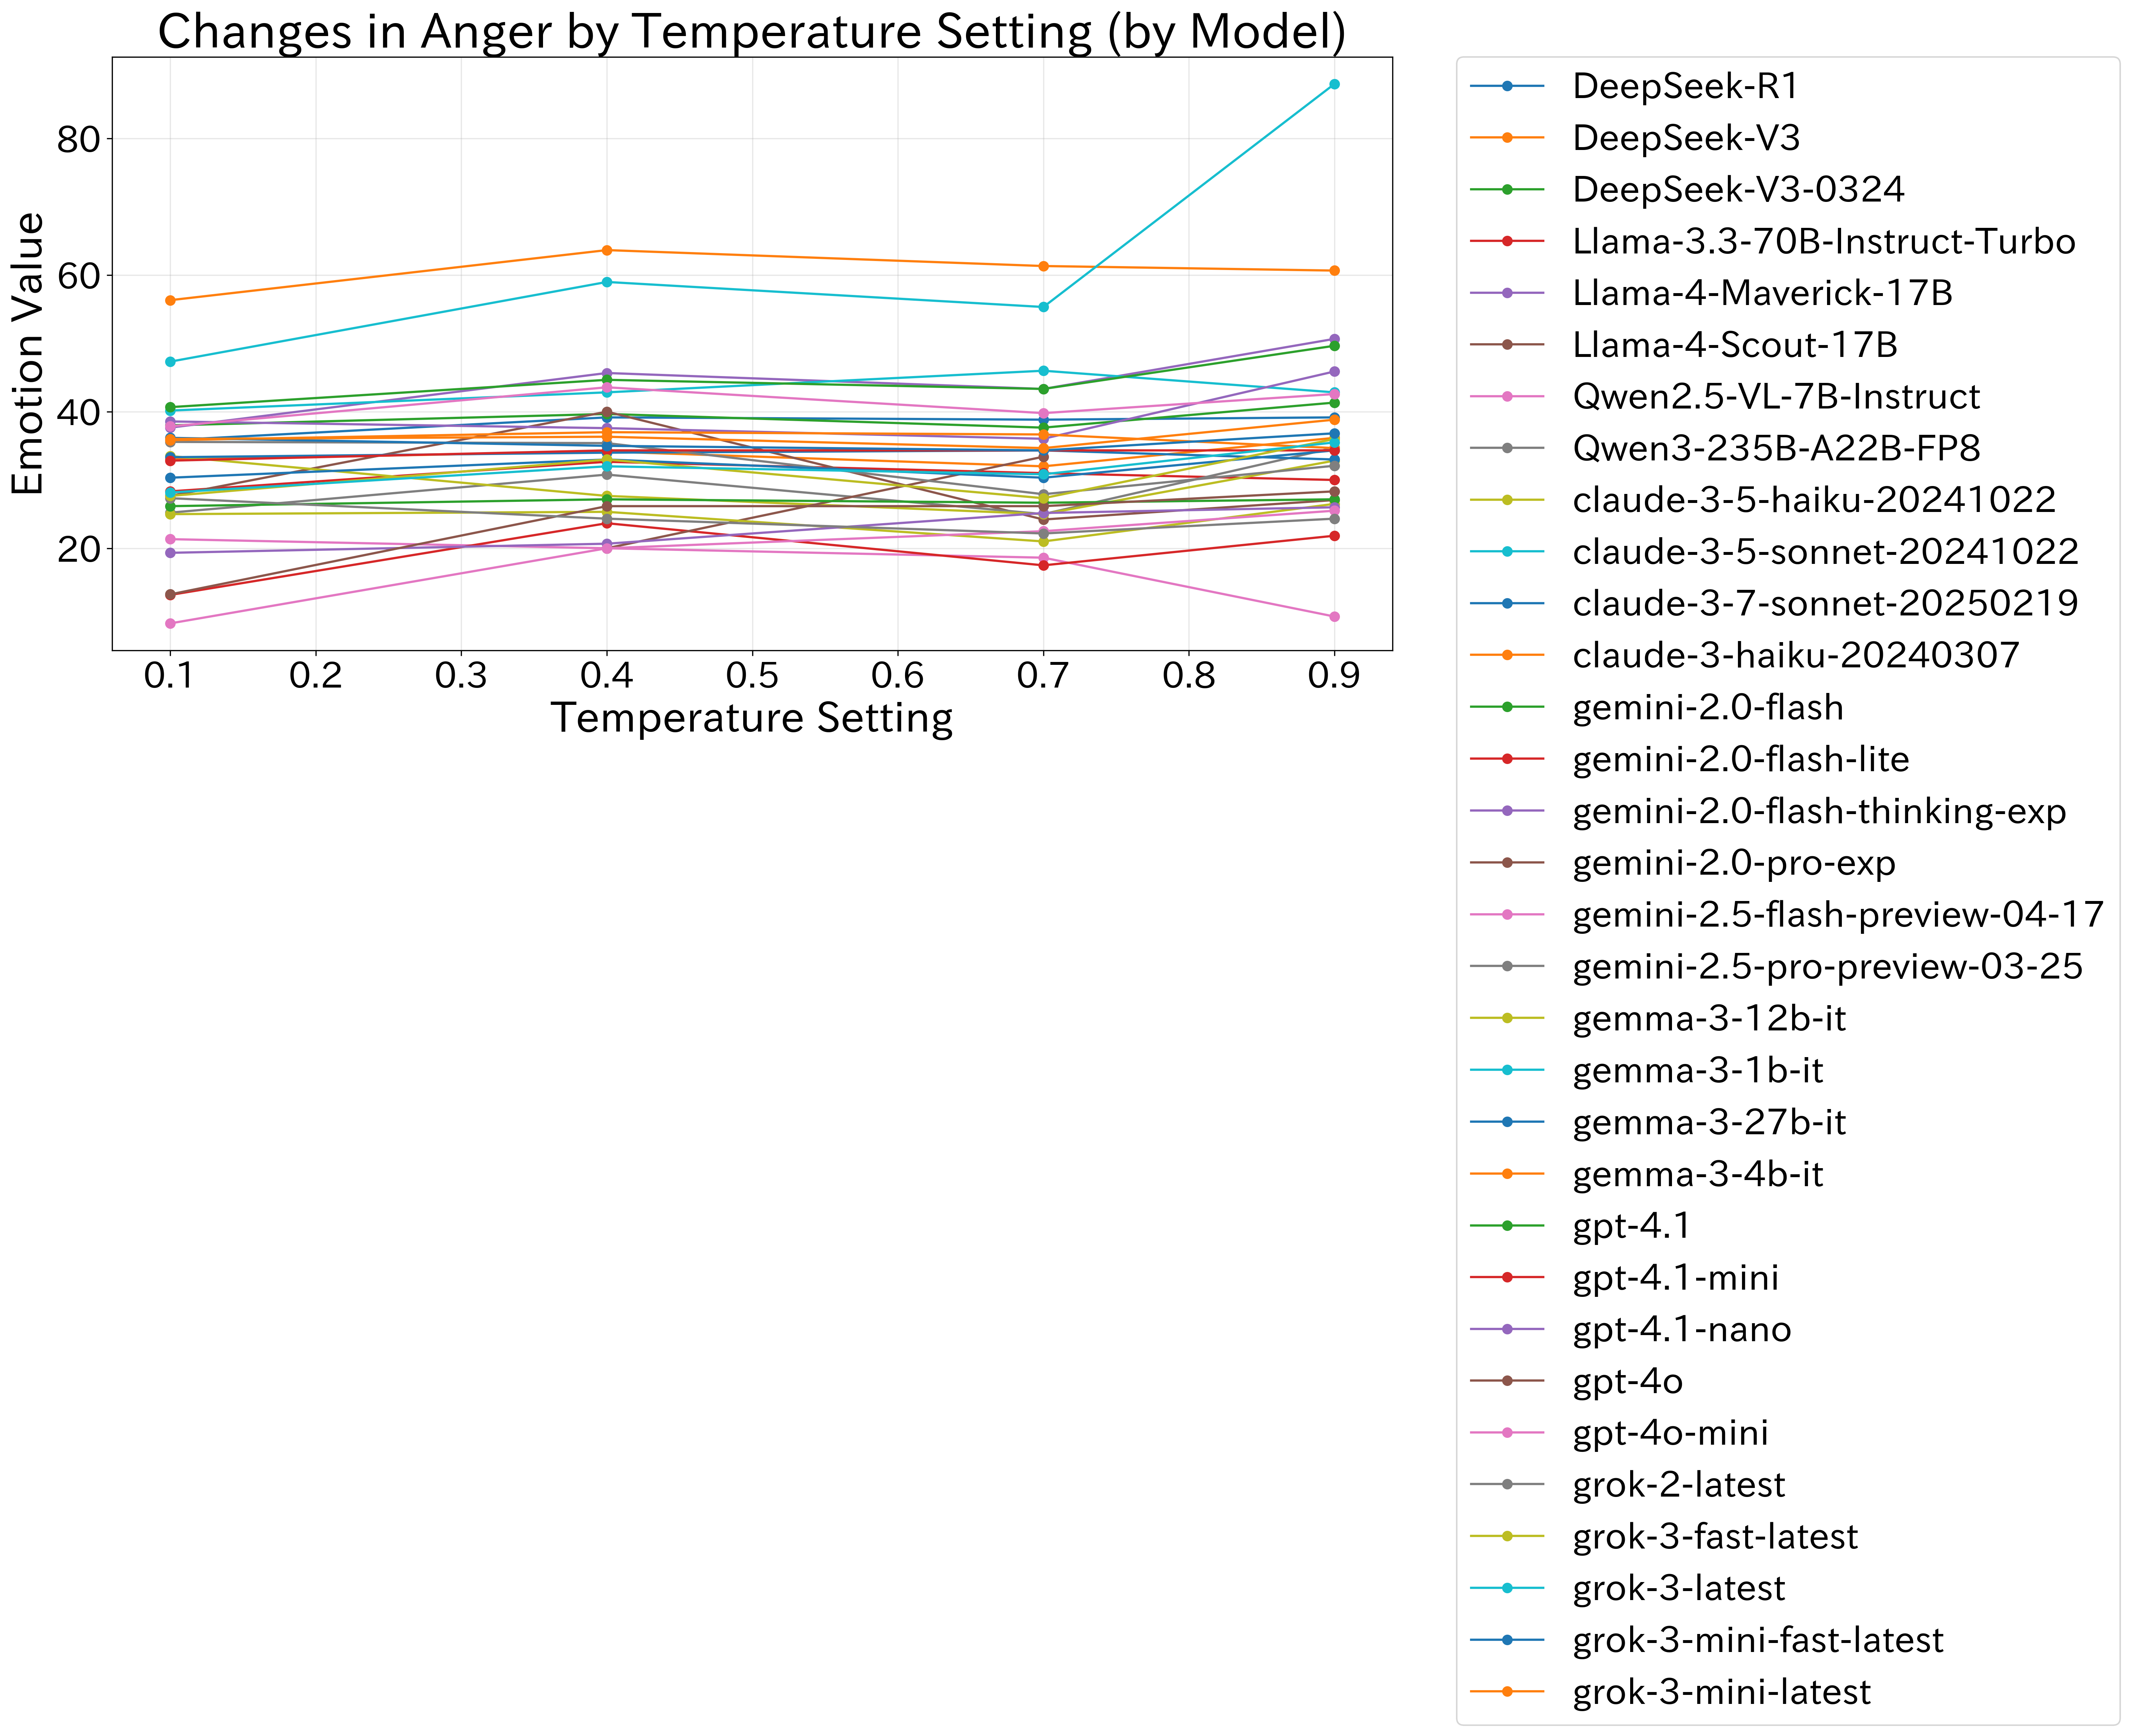 Changes in Anger by Temperature Setting (by Model)
Emotion Value
80
60
40
20
0.1 0.2 0.3 0.4 0.5 0.6 0.7 0.8 0.9
Temperature Setting
DeepSeek-R1
DeepSeek-V3
DeepSeek-V3-0324
Llama-3.3-70B-Instruct-Turbo
Llama-4-Maverick-17B
Llama-4-Scout-17B
Qwen2.5-VL-7B-Instruct
Qwen3-235B-A22B-FP8
claude-3-5-haiku-20241022
claude-3-5-sonnet-20241022
claude-3-7-sonnet-20250219
claude-3-haiku-20240307
gemini-2.0-flash
gemini-2.0-flash-lite
gemini-2.0-flash-thinking-exp
gemini-2.0-pro-exp
gemini-2.5-flash-preview-04-17
gemini-2.5-pro-preview-03-25
gemma-3-12b-it
gemma-3-1b-it
gemma-3-27b-it
gemma-3-4b-it
gpt-4.1
gpt-4.1-mini
gpt-4.1-nano
gpt-4o
gpt-4o-mini
grok-2-latest
grok-3-fast-latest
grok-3-latest
grok-3-mini-fast-latest
grok-3-mini-latest